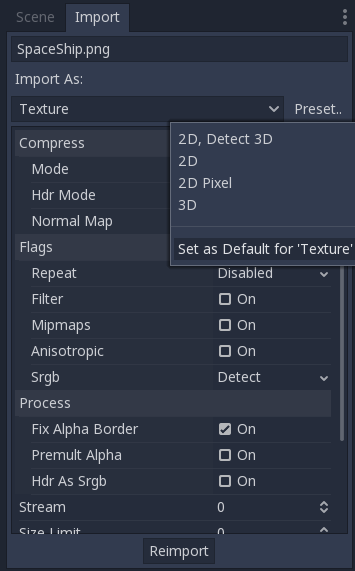 Scene Import
SpaceShip.png
Import As:
Texture Preset..
Compress
2D, Detect 3D
Mode
2D
2D Pixel
Hdr Mode
3D
Normal Map
Flags
Set as Default for 'Texture'
Repeat Disabled
Filter On
Mipmaps On
Anisotropic On
Srgb Detect
Process
Fix Alpha Border On
Premult Alpha On
Hdr As Srgb On
Stream 0
Size Limit 0
Reimport